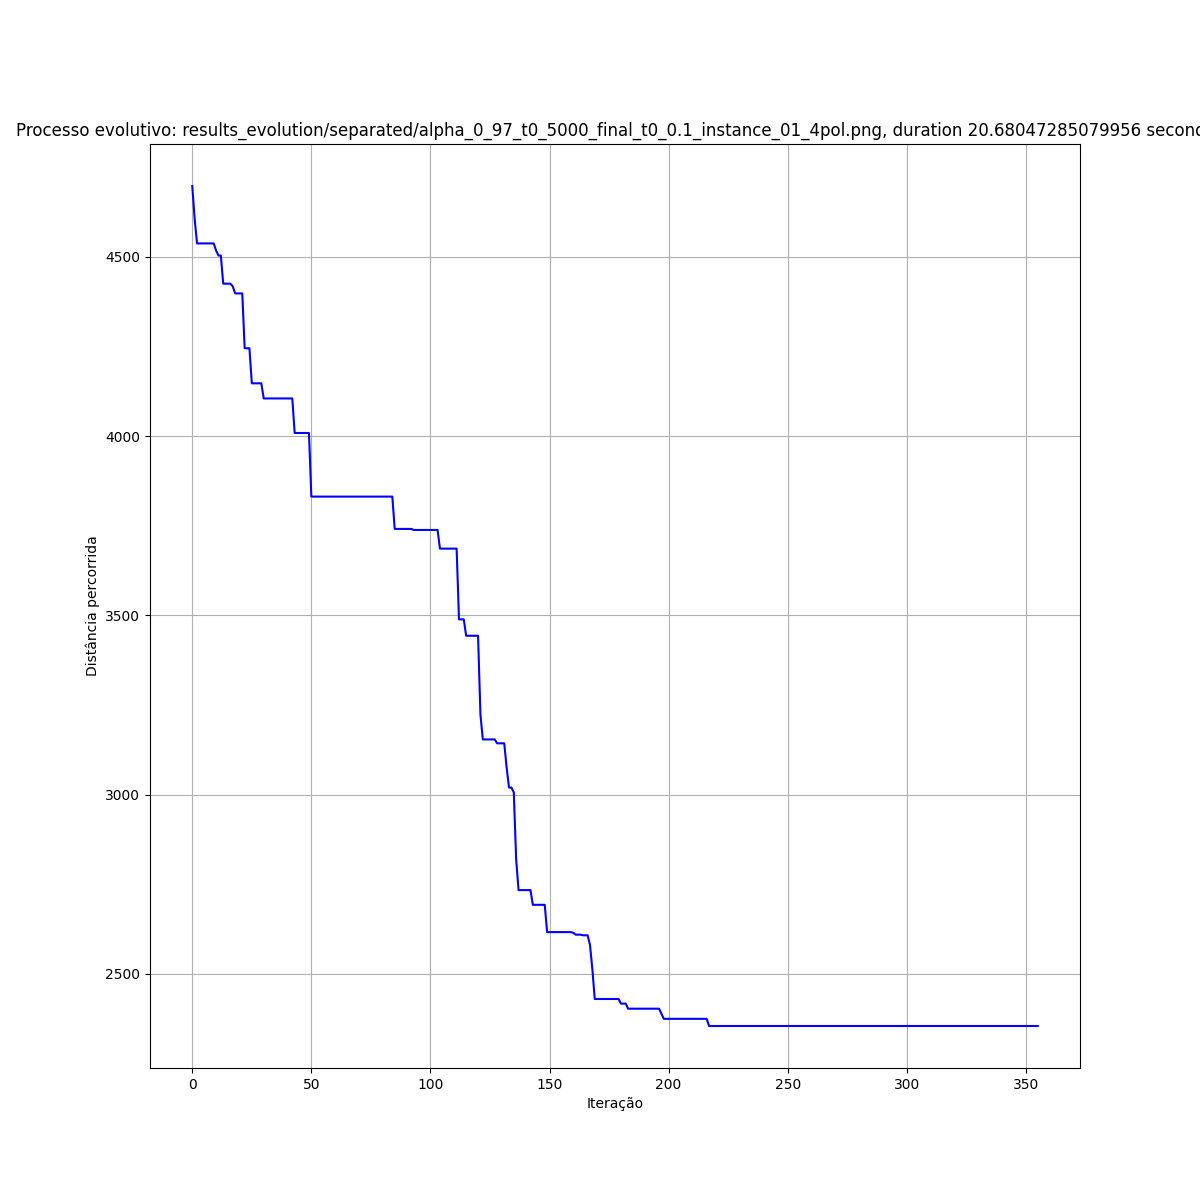 Processo evolutivo: results_evolution/separated/alpha_0_97_t0_5000_final_t0_0.1_instance_01_4pol.png, duration 20.68047285079956 secon
4500
4000
3500
3000
2500
Distância percorrida
0 50 100 150 200 250 300 350
Iteração